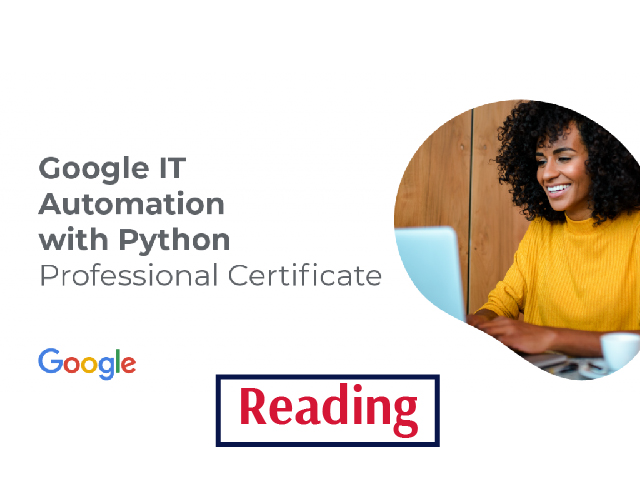 Google IT
Automation
with Python
Professional Certificate
Google
Reading